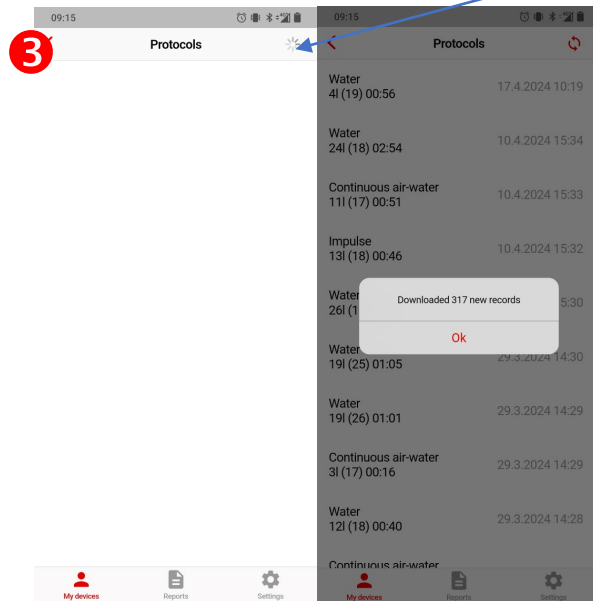 09:15
3
Protocols
My devices
Reports
Settings
09:15
Protocols
Water
4l (19) 00:56
17.4.2024 10:19
Water
24l (18) 02:54
10.4.2024 15:34
Continuous air-water
11l (17) 00:51
10.4.2024 15:33
Impulse
13l (18) 00:46
10.4.2024 15:32
Water
26l (1
5:30
Downloaded 317 new records
Ok
Water
19l (25) 01:05
29.3.2024 14:30
Water
19l (26) 01:01
29.3.2024 14:29
Continuous air-water
3l (17) 00:16
29.3.2024 14:29
Water
12l (18) 00:40
29.3.2024 14:28
Continuous air-water
My devices
Reports
Settings